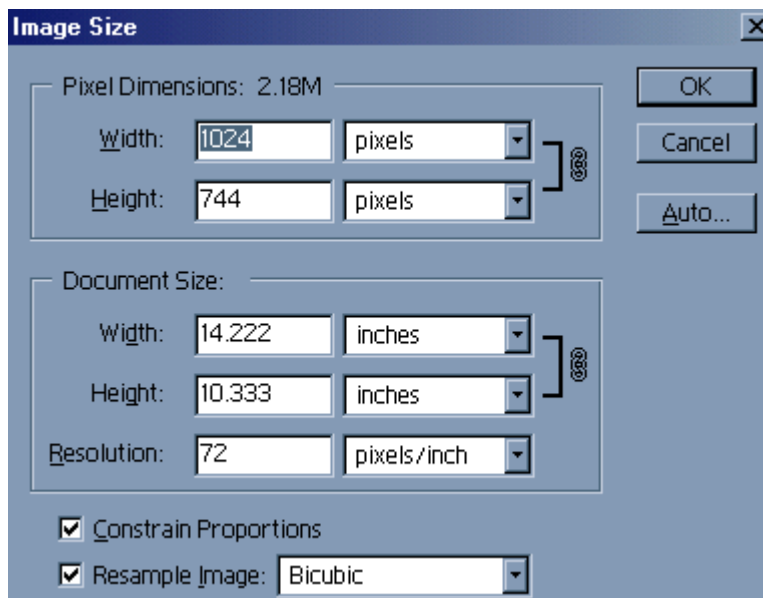 Image Size
Pixel Dimensions: 2.18M
OK
Width: 1024 pixels
Cancel
Height: 744 pixels
Auto...
Document Size:
Width: 14.222 inches
Height: 10.333 inches
Resolution: 72 pixels/inch
Constrain Proportions
Resample Image: Bicubic